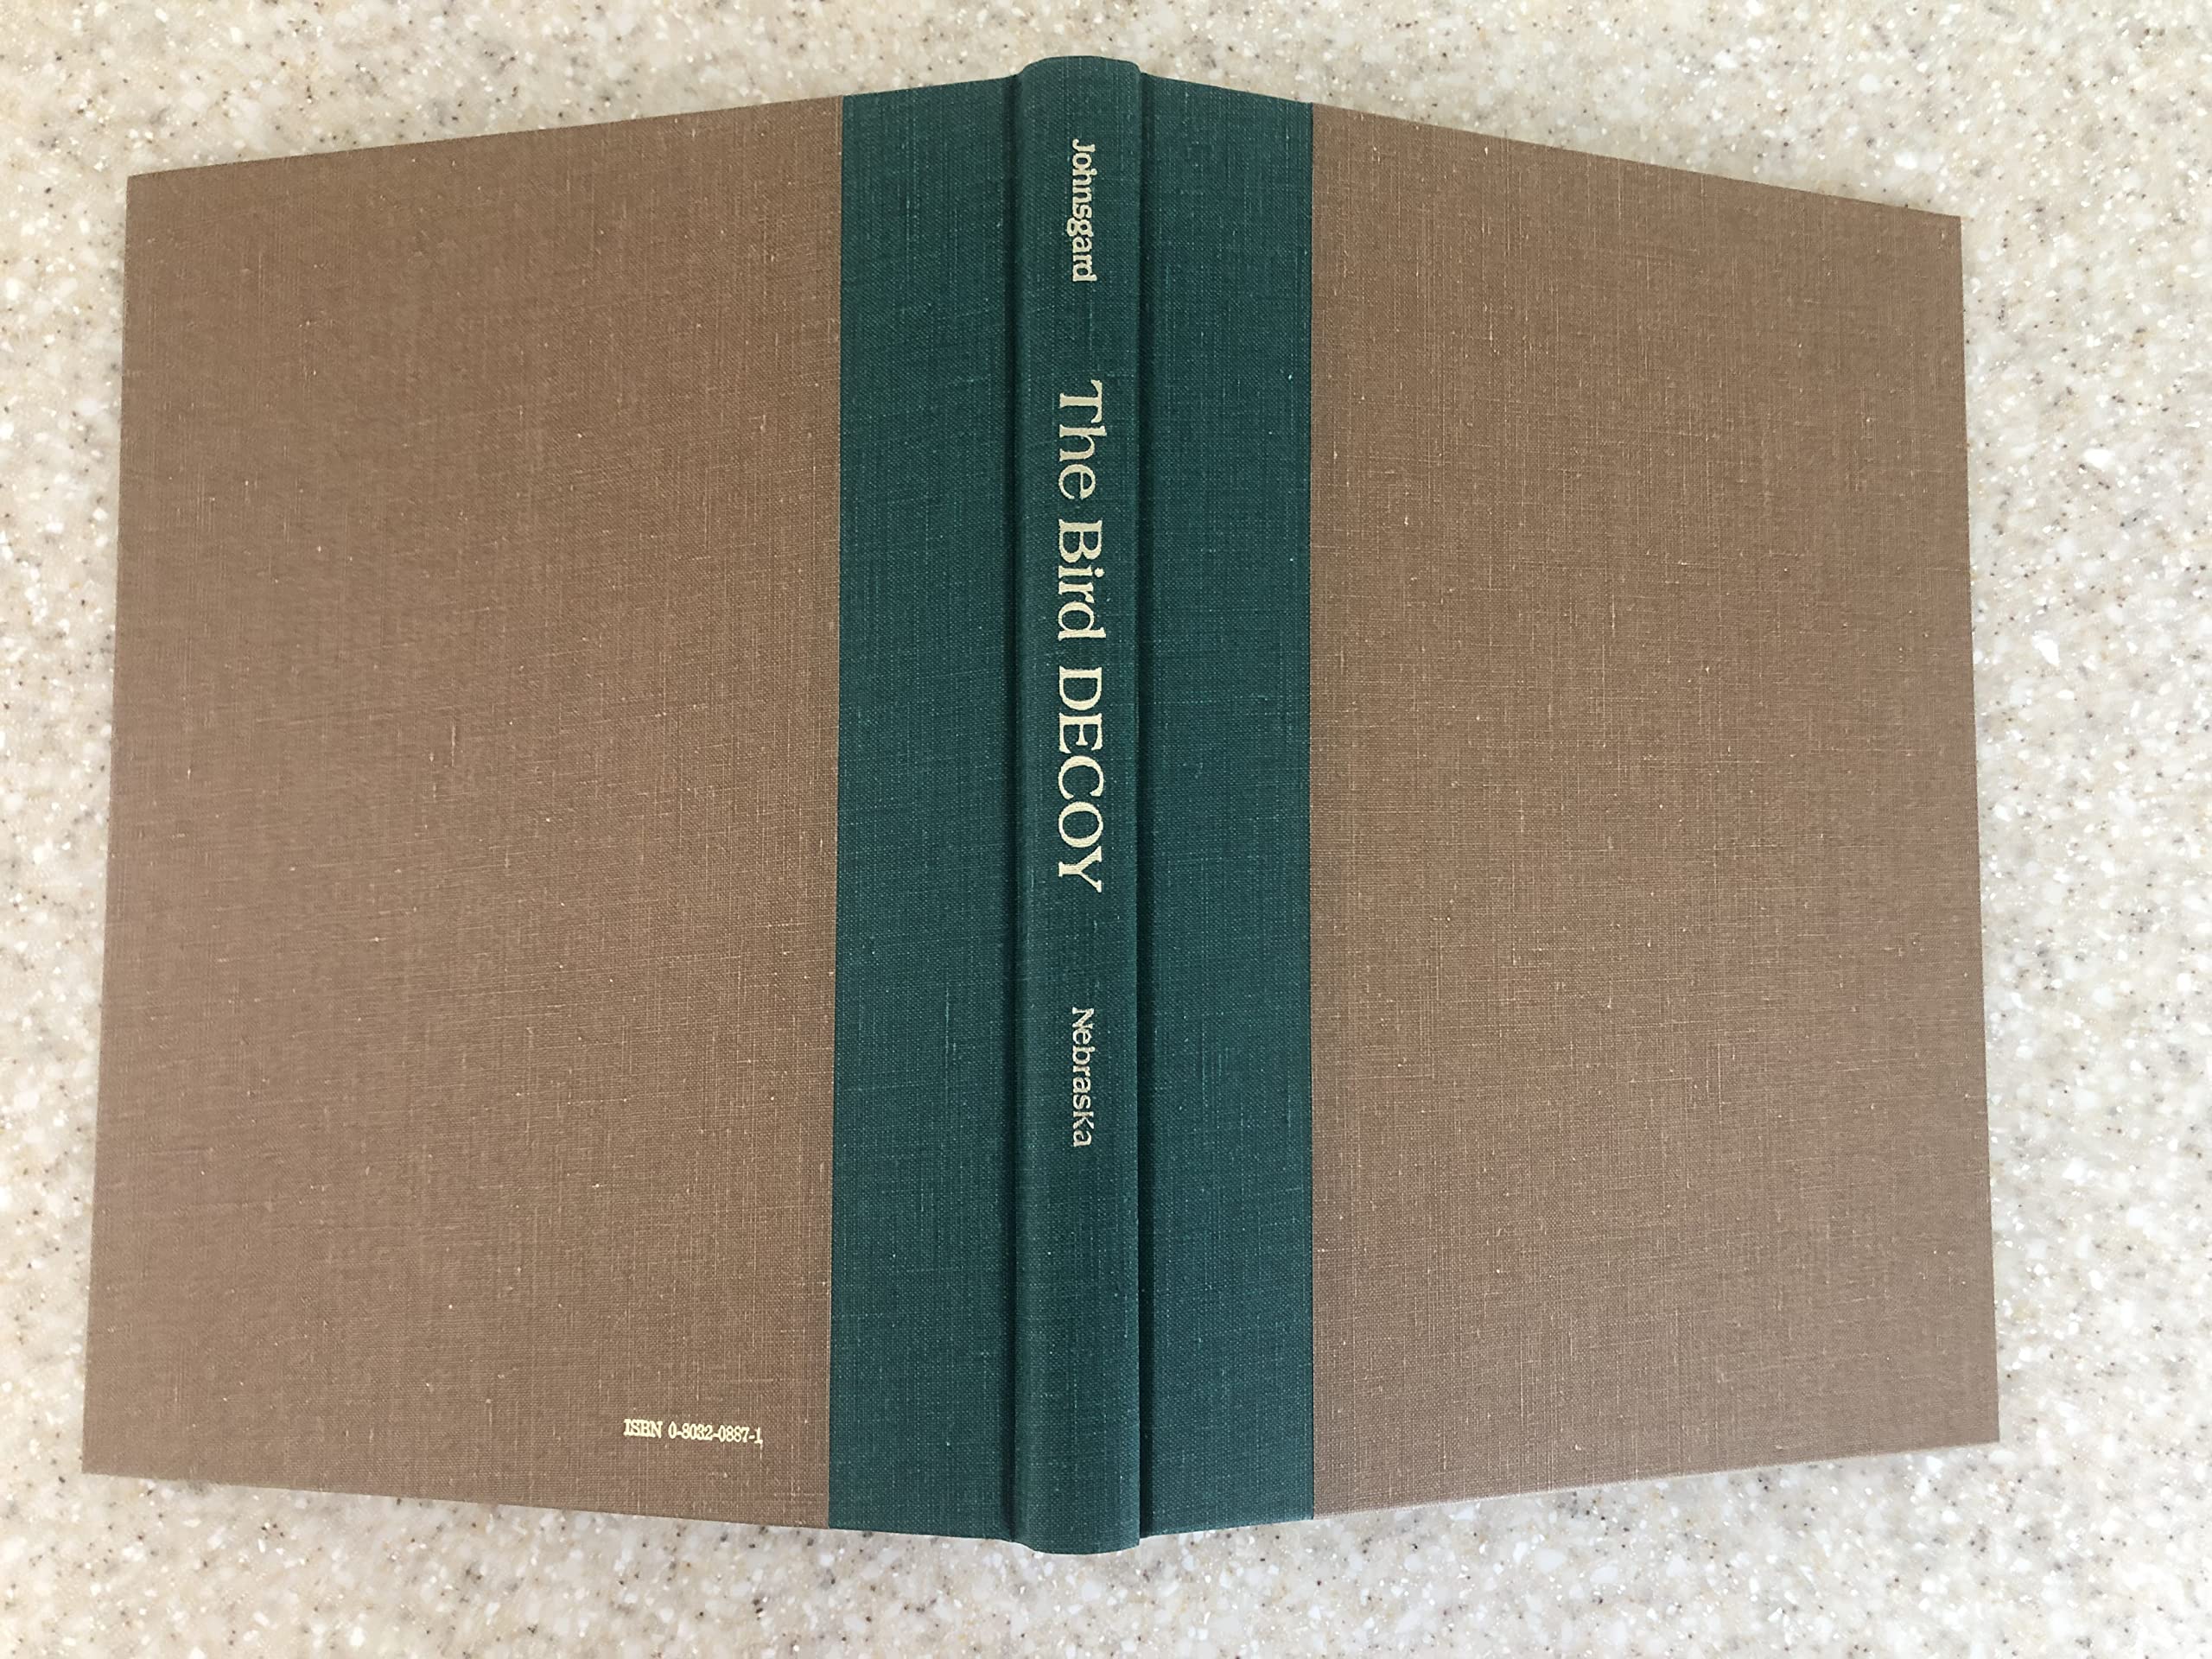 Johnsgard
The Bird DECOY
Nebraska
ISBN 0-8032-0887-1